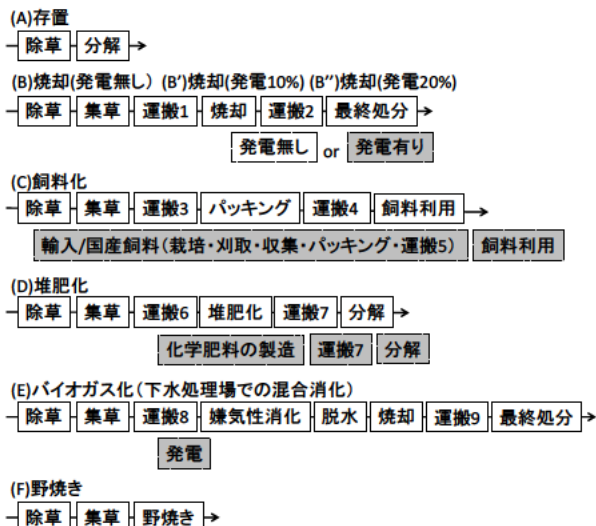 (A)存置
除草 分解
(B)焼却(発電無し) (B')焼却(発電10%) (B'')焼却(発電20%)
除草 集草 運搬1 焼却 運搬2 最終処分
発電無し or 発電有り
(C)飼料化
除草 集草 運搬3 パッキング 運搬4 飼料利用
輸入/国産飼料(栽培・刈取・収集・パッキング・運搬5) 飼料利用
(D)堆肥化
除草 集草 運搬6 堆肥化 運搬7 分解
化学肥料の製造 運搬7 分解
(E)バイオガス化(下水処理場での混合消化)
除草 集草 運搬8 嫌気性消化 脱水 焼却 運搬9 最終処分
発電
(F)野焼き
除草 集草 野焼き